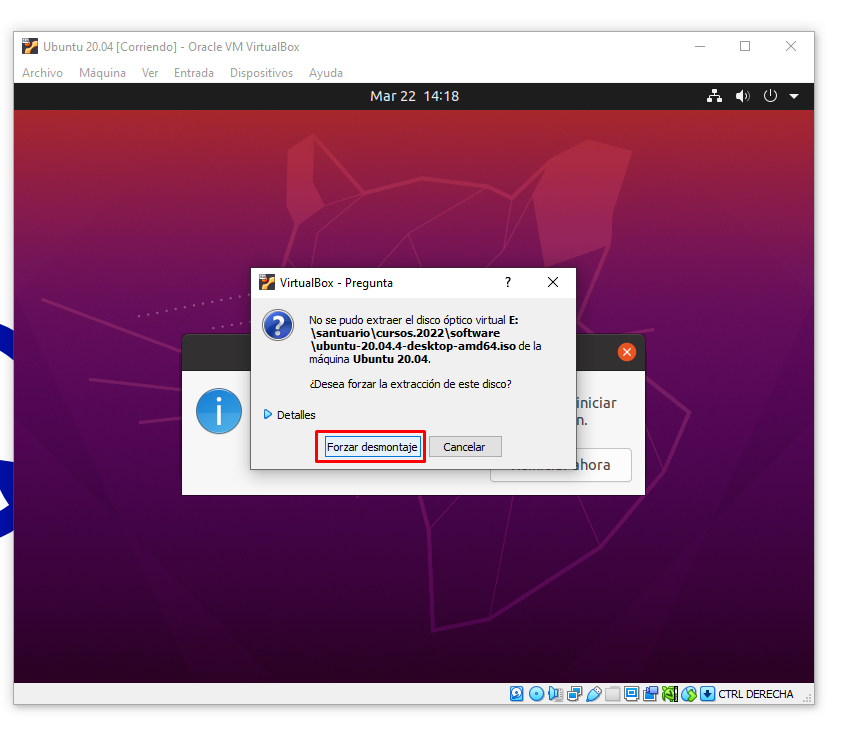 Ubuntu 20.04 [Corriendo] - Oracle VM VirtualBox
Archivo Máquina Ver Entrada Dispositivos Ayuda
Mar 22 14:18
VirtualBox - Pregunta
?
No se pudo extraer el disco óptico virtual E:
\santuario\cursos.2022\software
\ubuntu-20.04.4-desktop-amd64.iso de la
máquina Ubuntu 20.04.
¿Desea forzar la extracción de este disco?
Detalles
Forzar desmontaje Cancelar
iniciar
n.
ahora
CTRL DERECHA